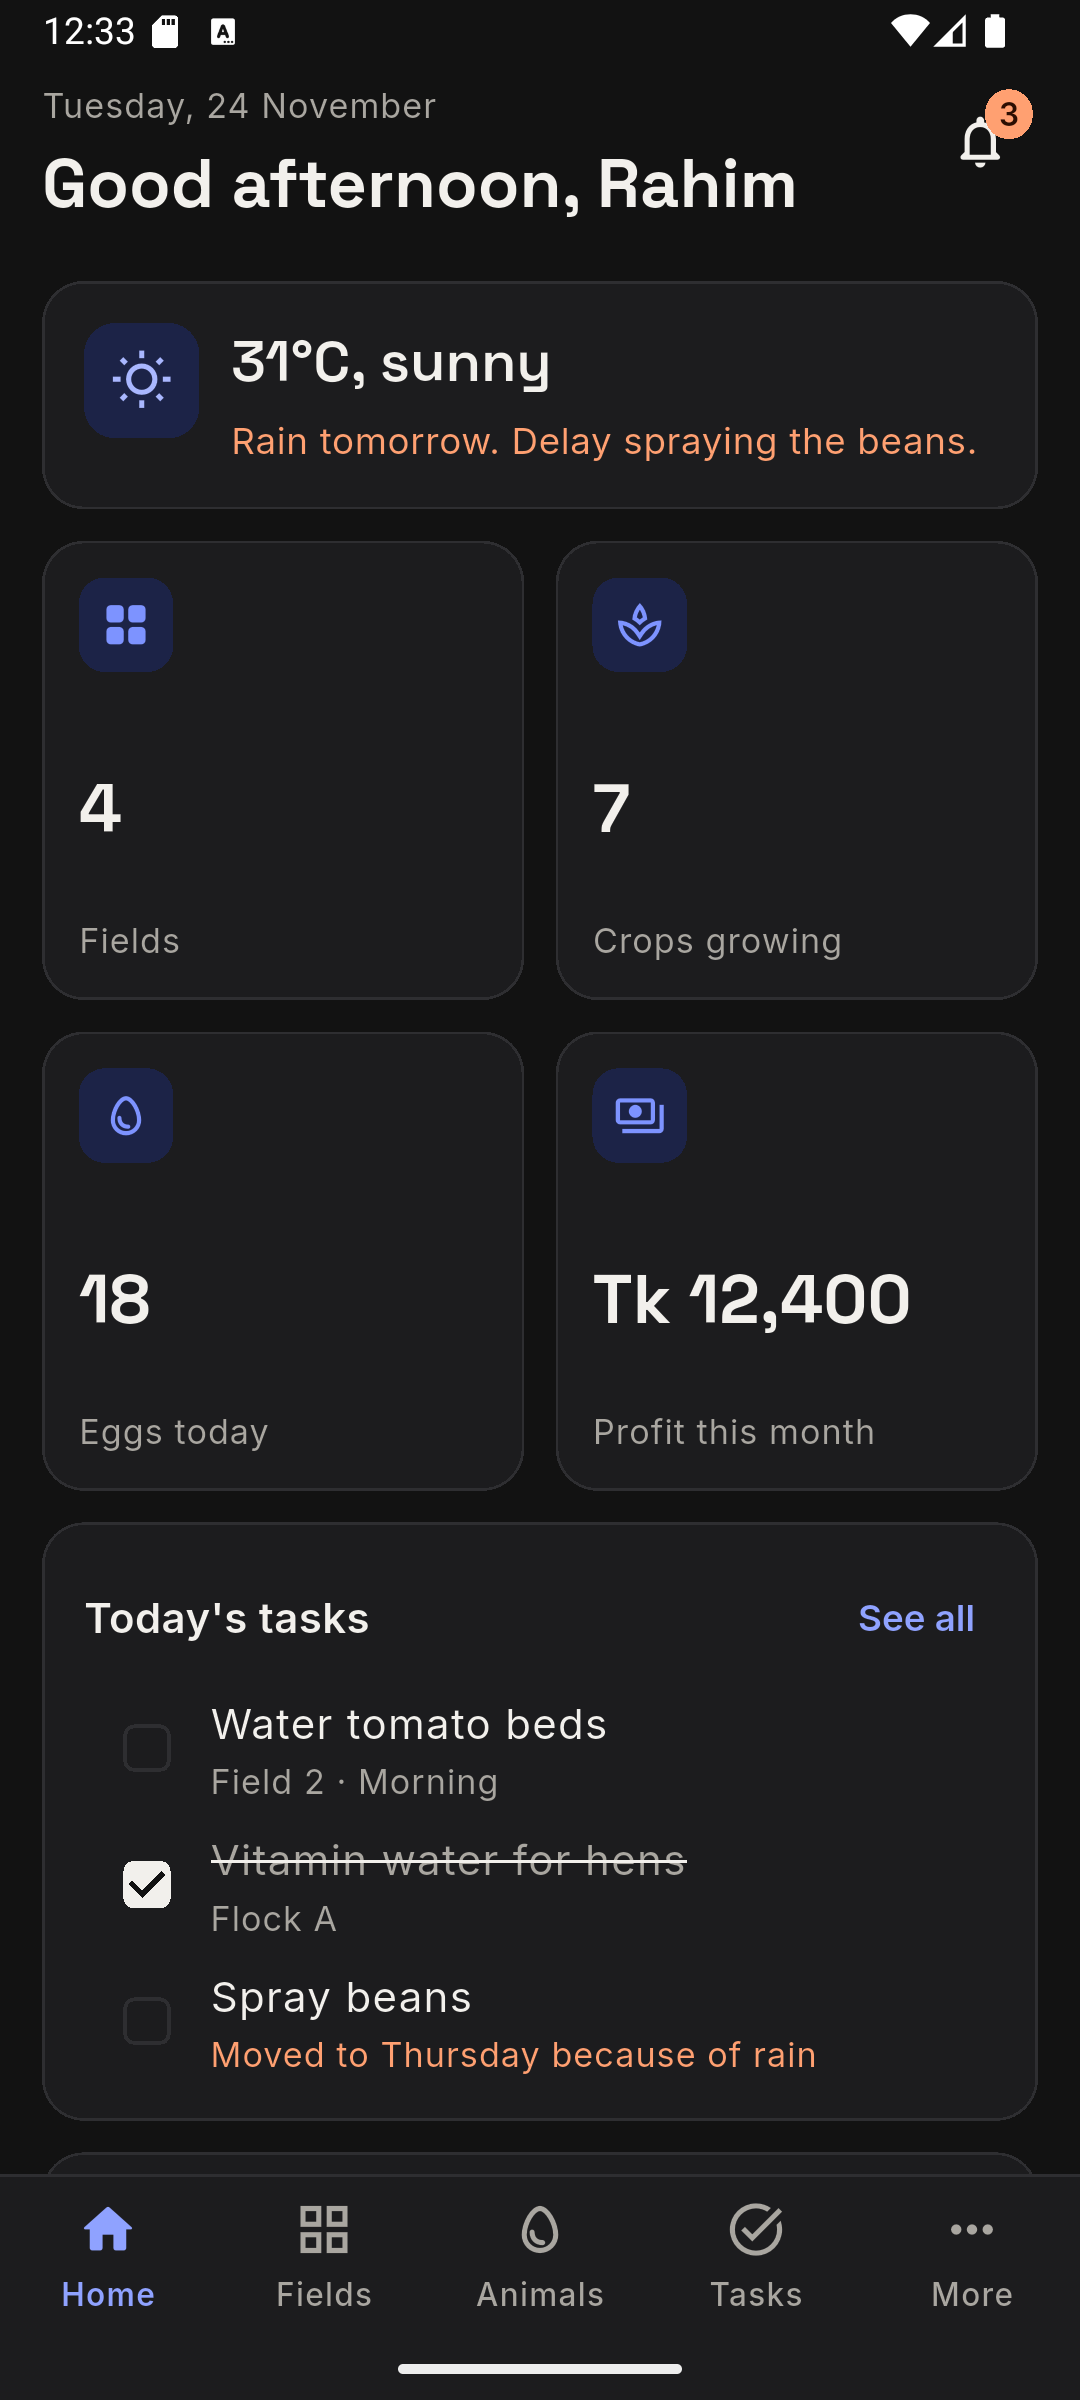 12:33
Tuesday, 24 November
3
Good afternoon, Rahim
31°C, sunny
Rain tomorrow. Delay spraying the beans.
4
Fields
7
Crops growing
18
Eggs today
Tk 12,400
Profit this month
Today's tasks
See all
Water tomato beds
Field 2 · Morning
Vitamin water for hens
Flock A
Spray beans
Moved to Thursday because of rain
Home
Fields
Animals
Tasks
More